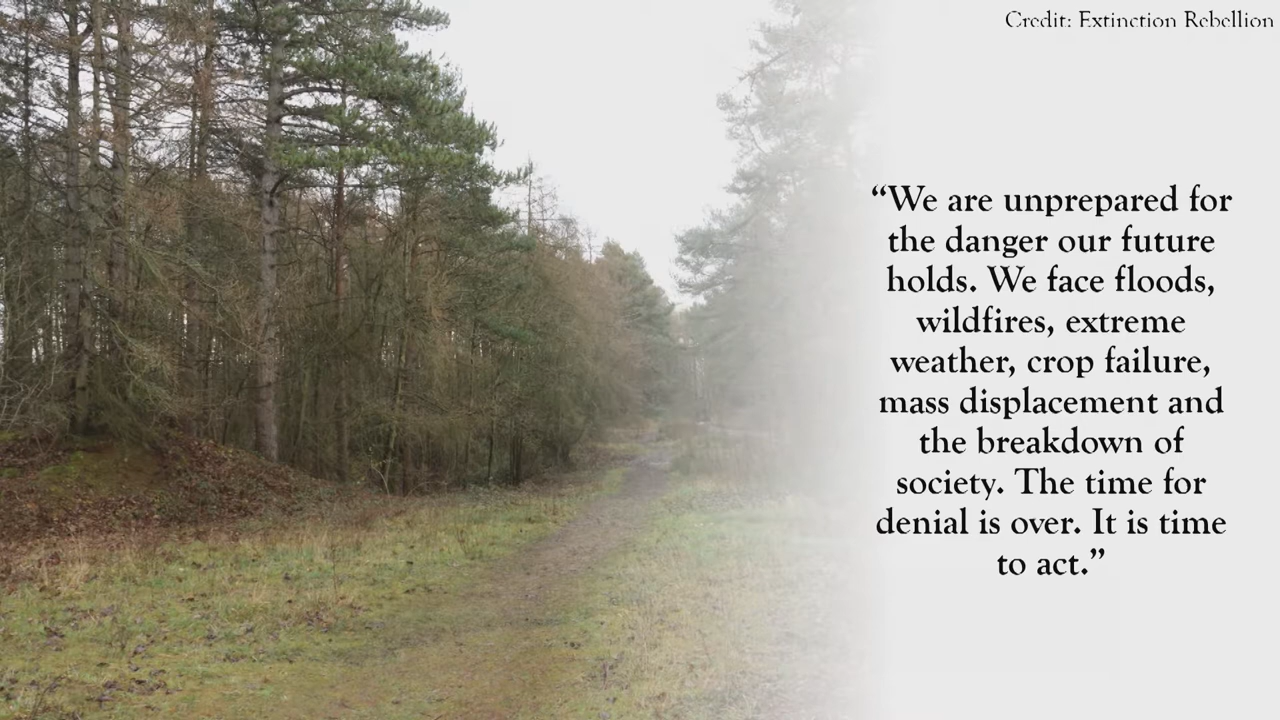 Credit: Extinction Rebellion
“We are unprepared for
the danger our future
holds. We face floods,
wildfires, extreme
weather, crop failure,
mass displacement and
the breakdown of
society. The time for
denial is over. It is time
to act.”